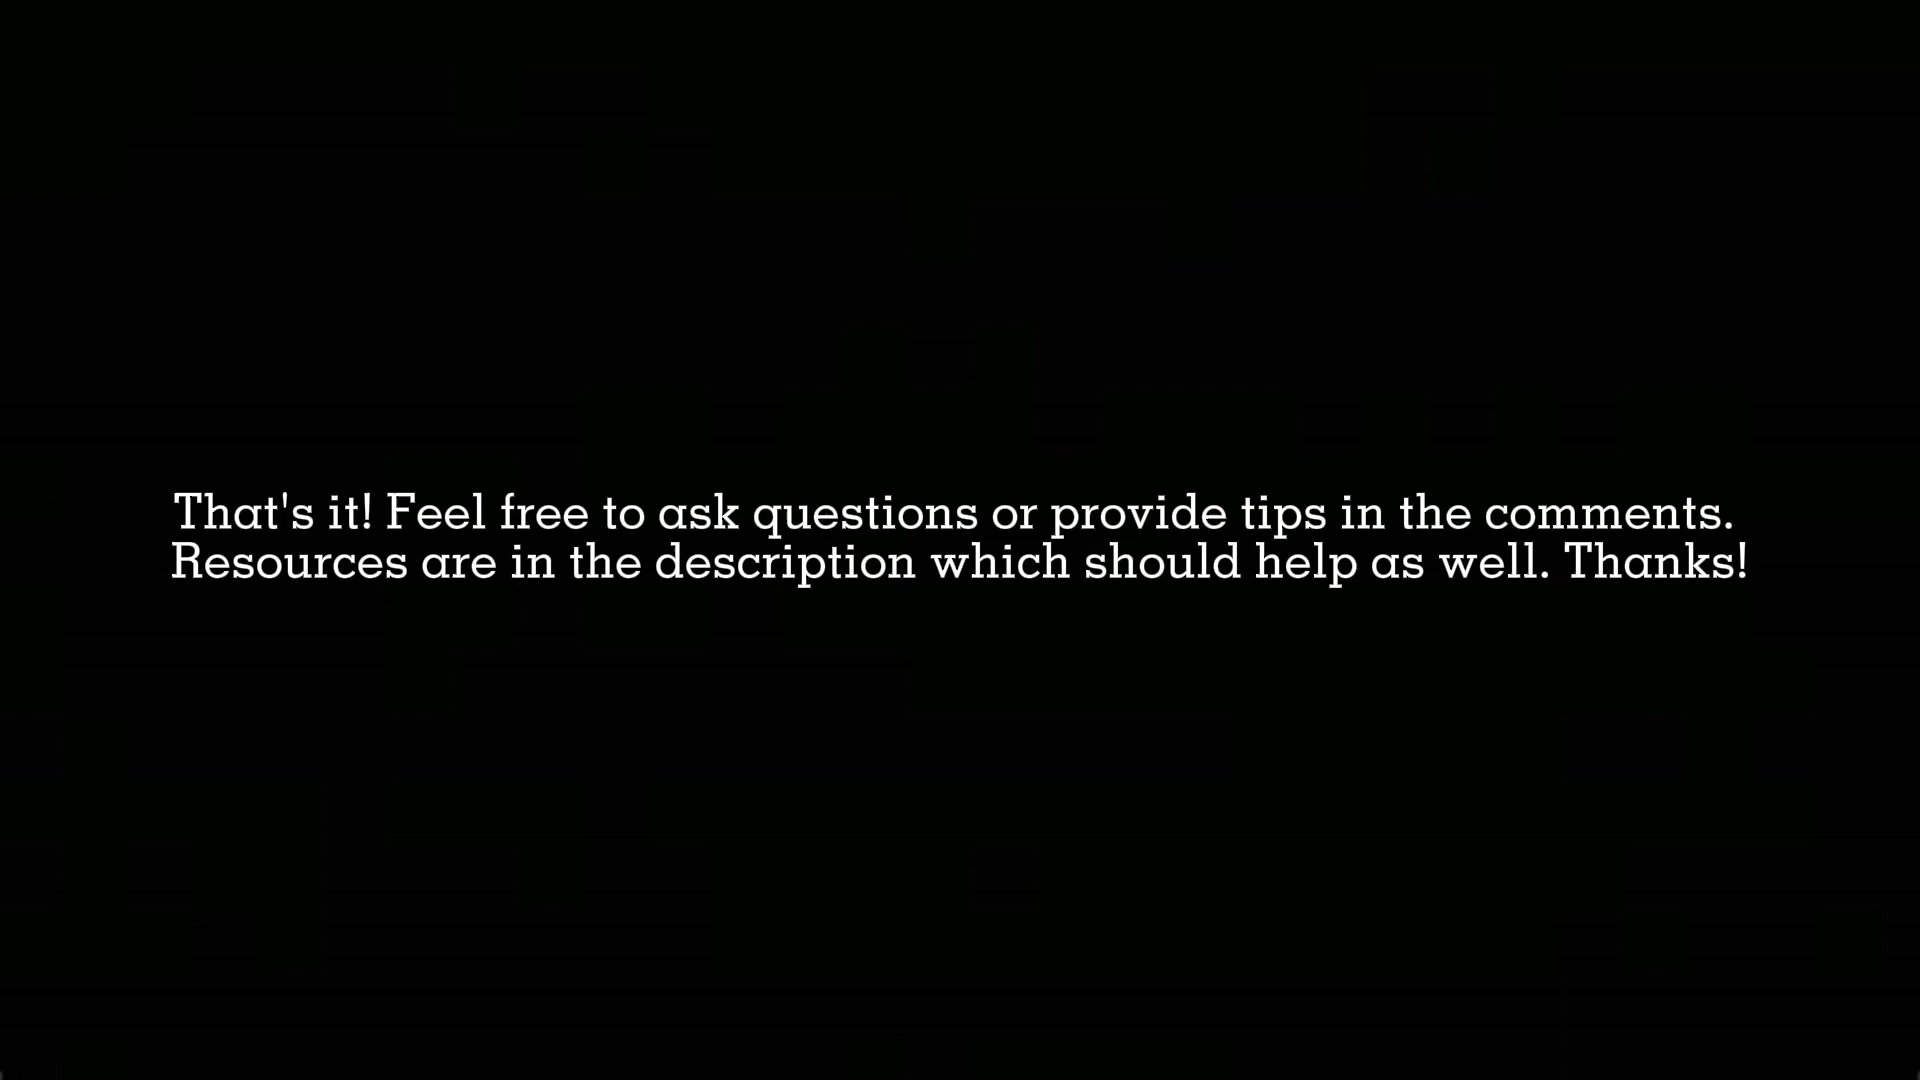 That's it! Feel free to ask questions or provide tips in the comments.
Resources are in the description which should help as well. Thanks!